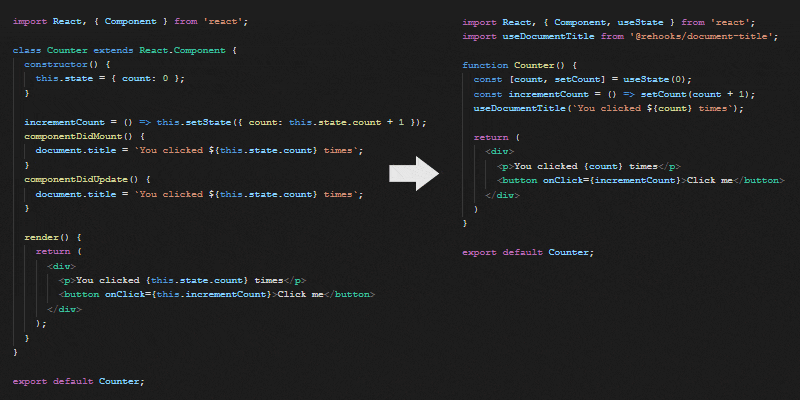 import React, { Component } from 'react';
class Counter extends React.Component {
constructor() {
this.state = { count: 0 };
}
incrementCount = () => this.setState({ count: this.state.count + 1 });
componentDidMount() {
document.title = `You clicked ${this.state.count} times`;
}
componentDidUpdate() {
document.title = `You clicked ${this.state.count} times`;
}
render() {
return (
<div>
<p>You clicked {this.state.count} times</p>
<button onClick={this.incrementCount}>Click me</button>
</div>
);
}
}
export default Counter;
import React, { Component, useState } from 'react';
import useDocumentTitle from '@rehooks/document-title';
function Counter() {
const [count, setCount] = useState(0);
const incrementCount = () => setCount(count + 1);
useDocumentTitle(`You clicked ${count} times`);
return (
<div>
<p>You clicked {count} times</p>
<button onClick={incrementCount}>Click me</button>
</div>
)
}
export default Counter;